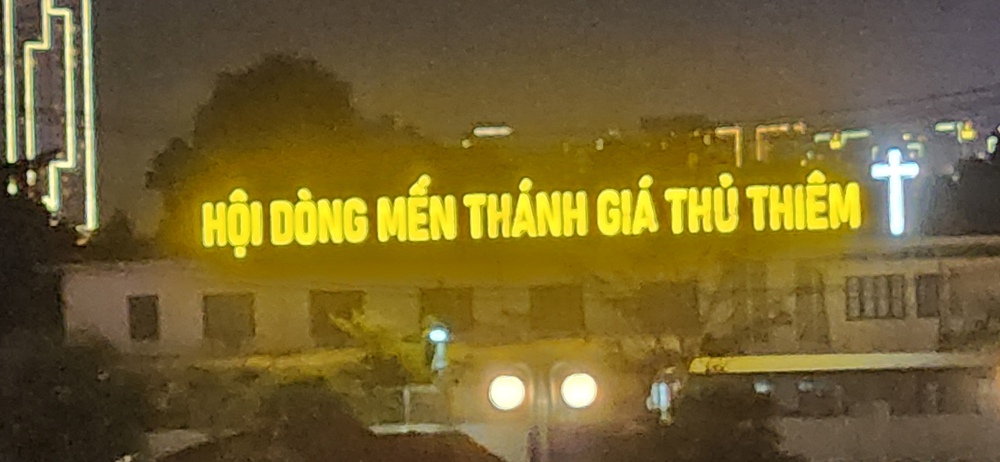 HỘI DÒNG MẾN THÁNH GIÁ THỦ THIÊM